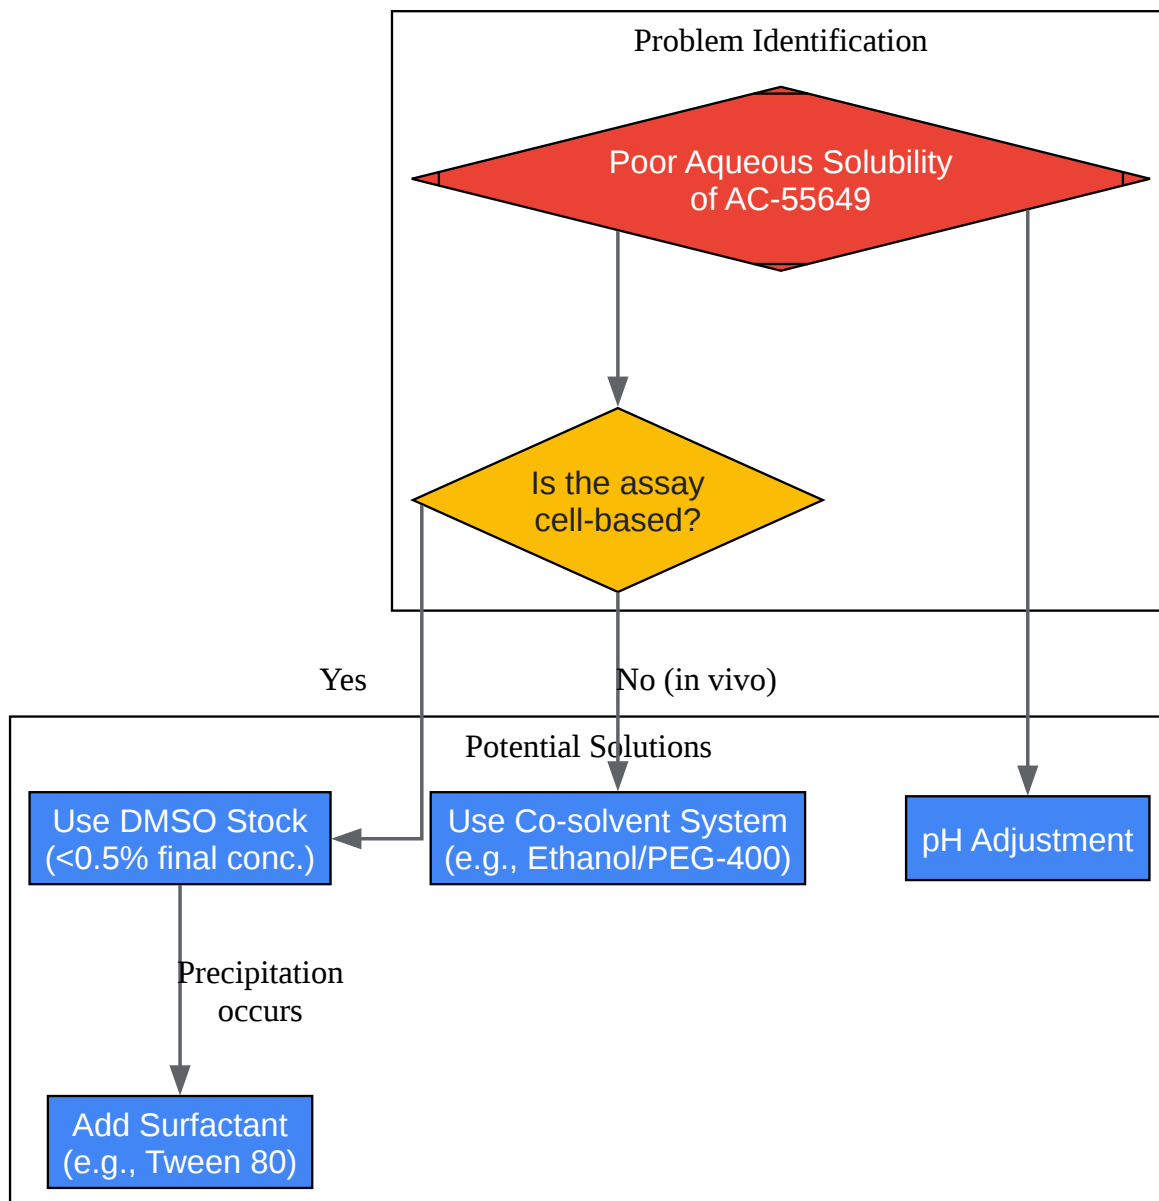 Problem Identification
Poor Aqueous Solubility
of AC-55649
Is the assay
cell-based?
Yes
No (in vivo)
Potential Solutions
Use DMSO Stock
(<0.5% final conc.)
Use Co-solvent System
(e.g., Ethanol/PEG-400)
pH Adjustment
Precipitation
occurs
Add Surfactant
(e.g., Tween 80)